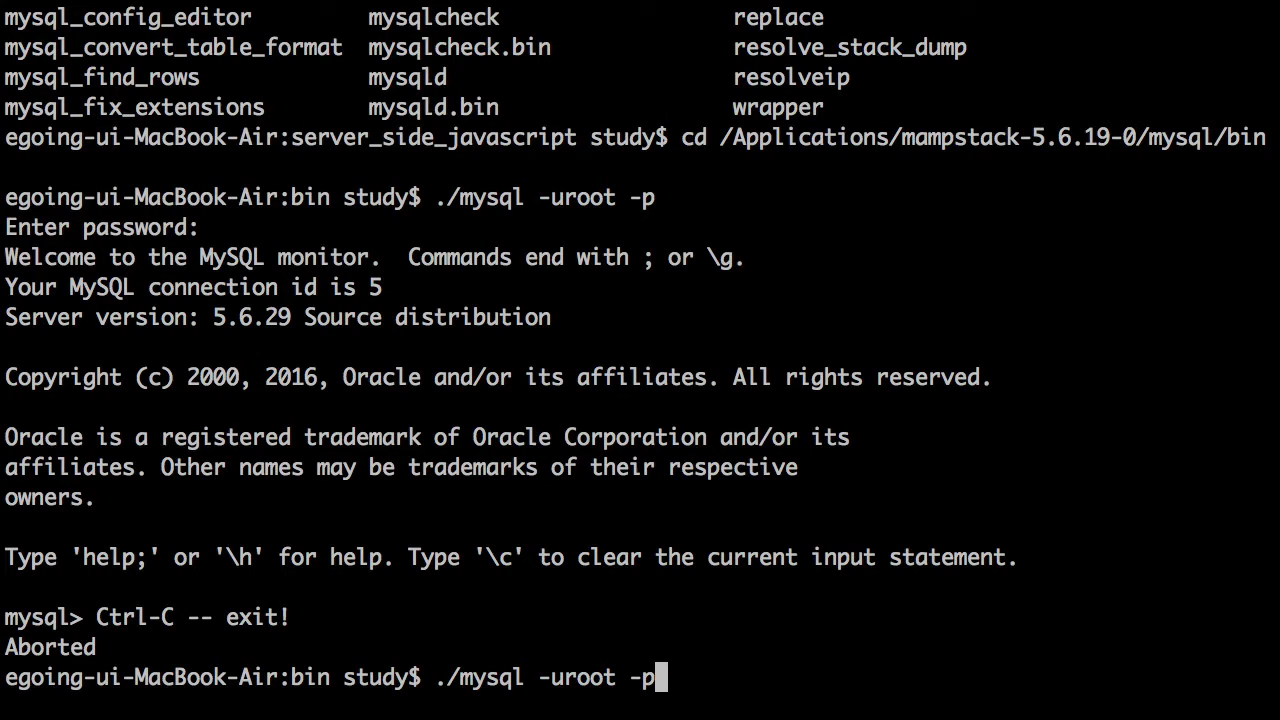 mysql_config_editor mysqlcheck replace
mysql_convert_table_format mysqlcheck.bin resolve_stack_dump
mysql_find_rows mysqld resolveip
mysql_fix_extensions mysqld.bin wrapper
egoing-ui-MacBook-Air:server_side_javascript study$ cd /Applications/mampstack-5.6.19-0/mysql/bin
egoing-ui-MacBook-Air:bin study$ ./mysql -uroot -p
Enter password:
Welcome to the MySQL monitor.  Commands end with ; or \g.
Your MySQL connection id is 5
Server version: 5.6.29 Source distribution
Copyright (c) 2000, 2016, Oracle and/or its affiliates. All rights reserved.
Oracle is a registered trademark of Oracle Corporation and/or its
affiliates. Other names may be trademarks of their respective
owners.
Type 'help;' or '\h' for help. Type '\c' to clear the current input statement.
mysql> Ctrl-C -- exit!
Aborted
egoing-ui-MacBook-Air:bin study$ ./mysql -uroot -p